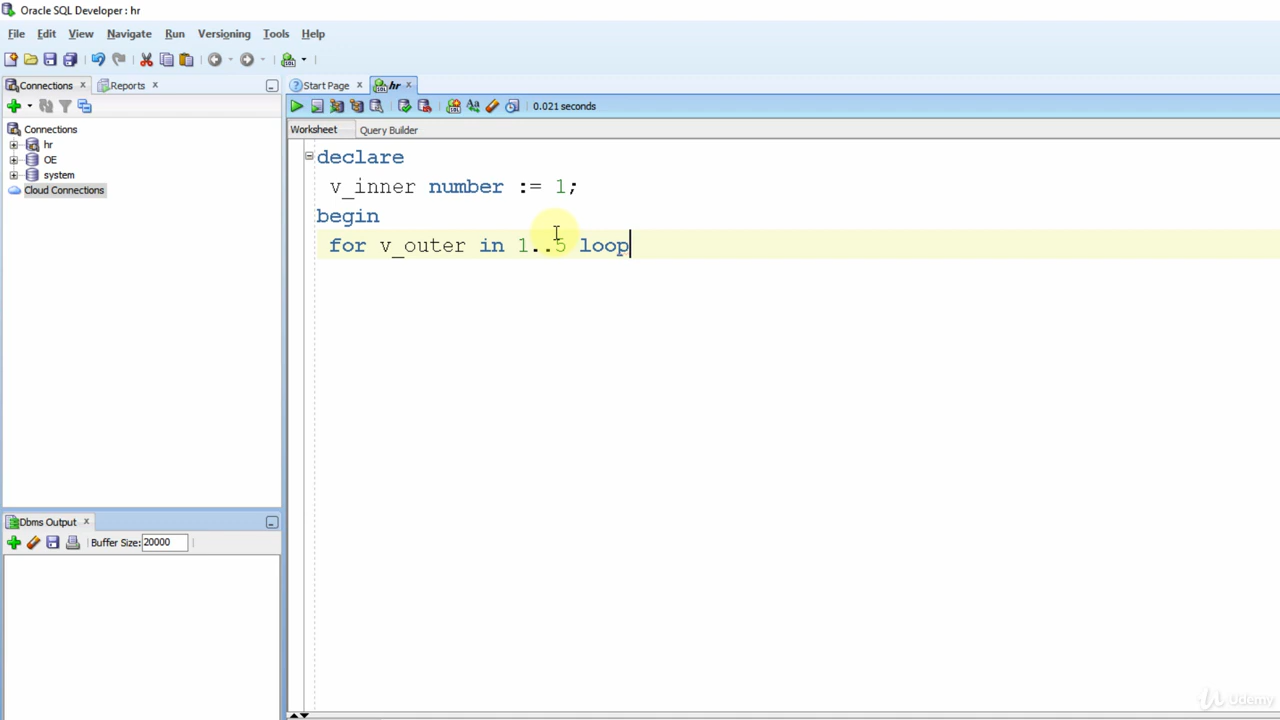 Oracle SQL Developer : hr
File Edit View Navigate Run Versioning Tools Help
Connections Reports Start Page hr
0.021 seconds
Worksheet Query Builder
Connections
hr
OE
system
Cloud Connections
declare
v_inner number := 1;
begin
for v_outer in 1..5 loop
Dbms Output
Buffer Size: 20000
Udemy